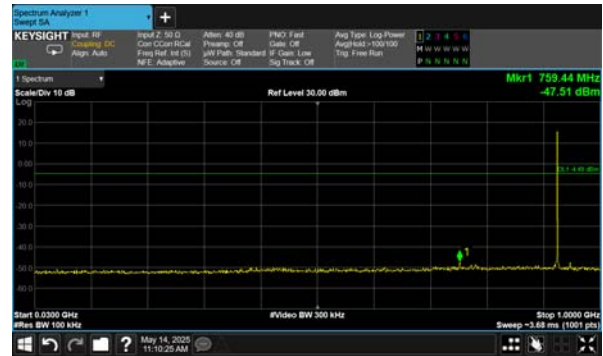 Spectrum Analyzer 1
Swept SA
KEYSIGHT Input: RF
Coupling: DC
Align: Auto
Input Z: 50 Ω
Corr CCorr RCal
Freq Ref: Int (S)
NFE: Adaptive
Atten: 40 dB
Preamp: Off
µW Path: Standard
Source: Off
PNO: Fast
Gate: Off
IF Gain: Low
Sig Track: Off
Avg Type: Log-Power
Avg|Hold:>100/100
Trig: Free Run
1 2 3 4 5 6
M W W W W W
P N N N N N
1 Spectrum
Scale/Div 10 dB
Log
Ref Level 30.00 dBm
Mkr1 759.44 MHz
-47.51 dBm
20.0
10.0
0.00
DL1 -4.49 dBm
-10.0
-20.0
-30.0
-40.0
1
-50.0
-60.0
Start 0.0300 GHz
#Video BW 300 kHz
Stop 1.0000 GHz
#Res BW 100 kHz
Sweep ~3.68 ms (1001 pts)
May 14, 2025
11:10:25 AM